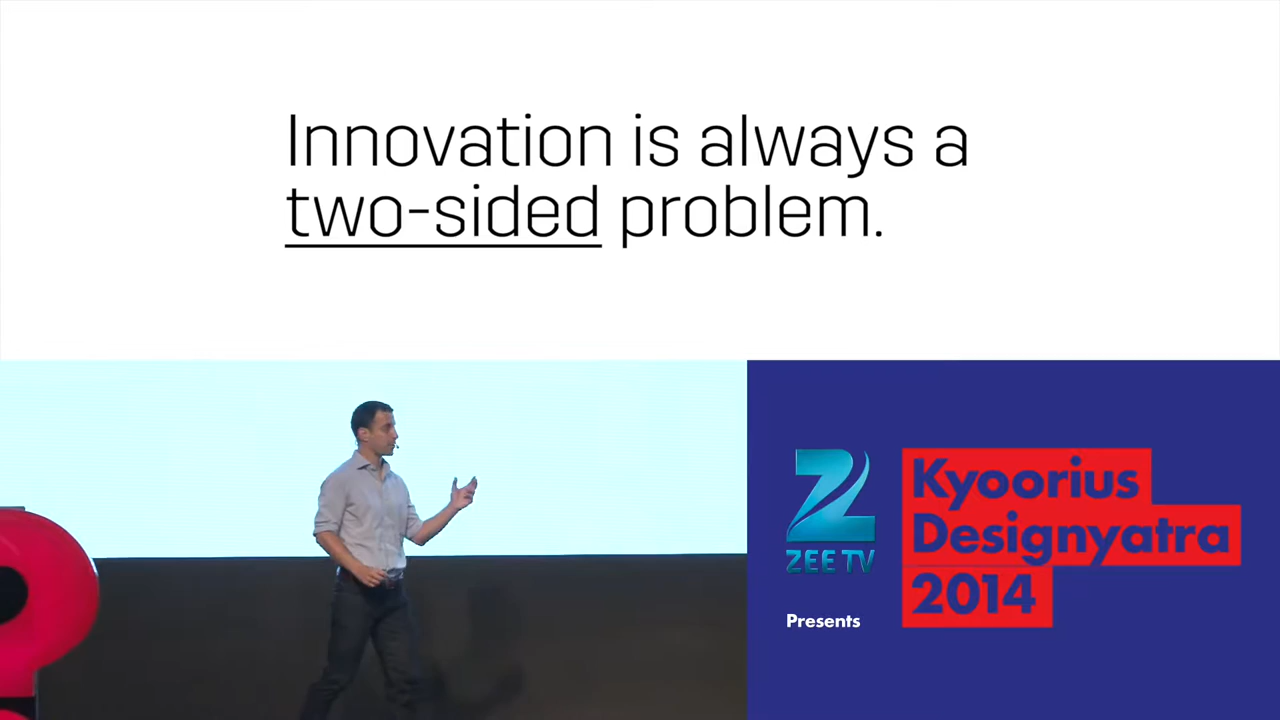 Innovation is always a
two-sided problem.
ZEE TV
Presents
Kyoorius
Designyatra
2014